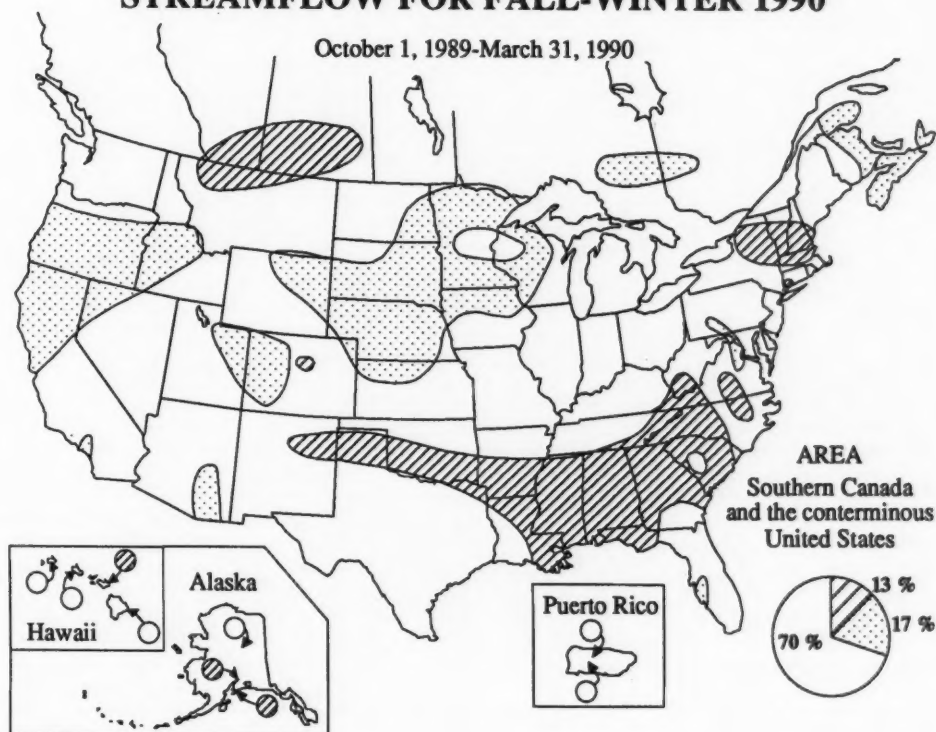 STREAMFLOW FOR FALL-WINTER 1990
October 1, 1989-March 31, 1990
AREA
Southern Canada
and the conterminous
United States
13 %
17 %
70 %
Alaska
Hawaii
Puerto Rico